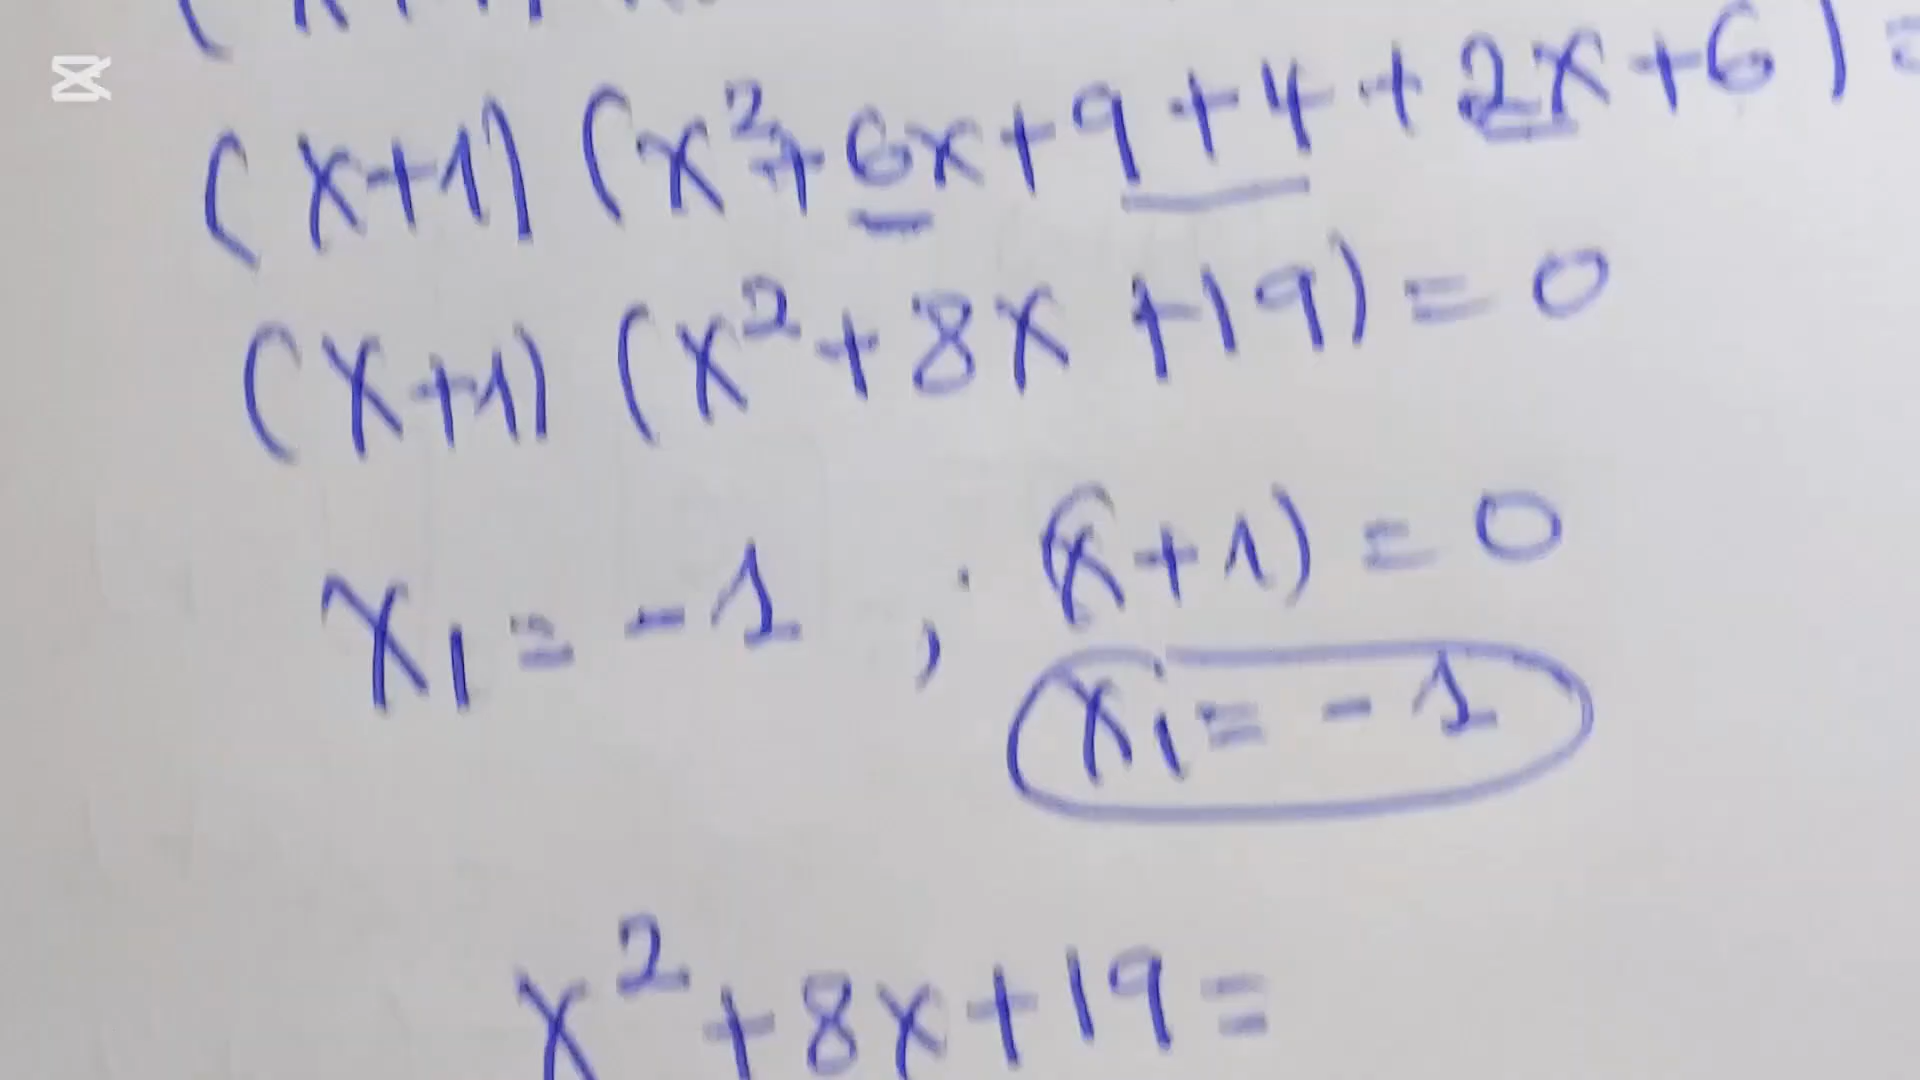 (x+1) (x²+6x+9+4+2x+6)=
(x+1) (x²+8x+19)=0
x₁=-1 , (x+1)=0
x₁=-1
x²+8x+19=